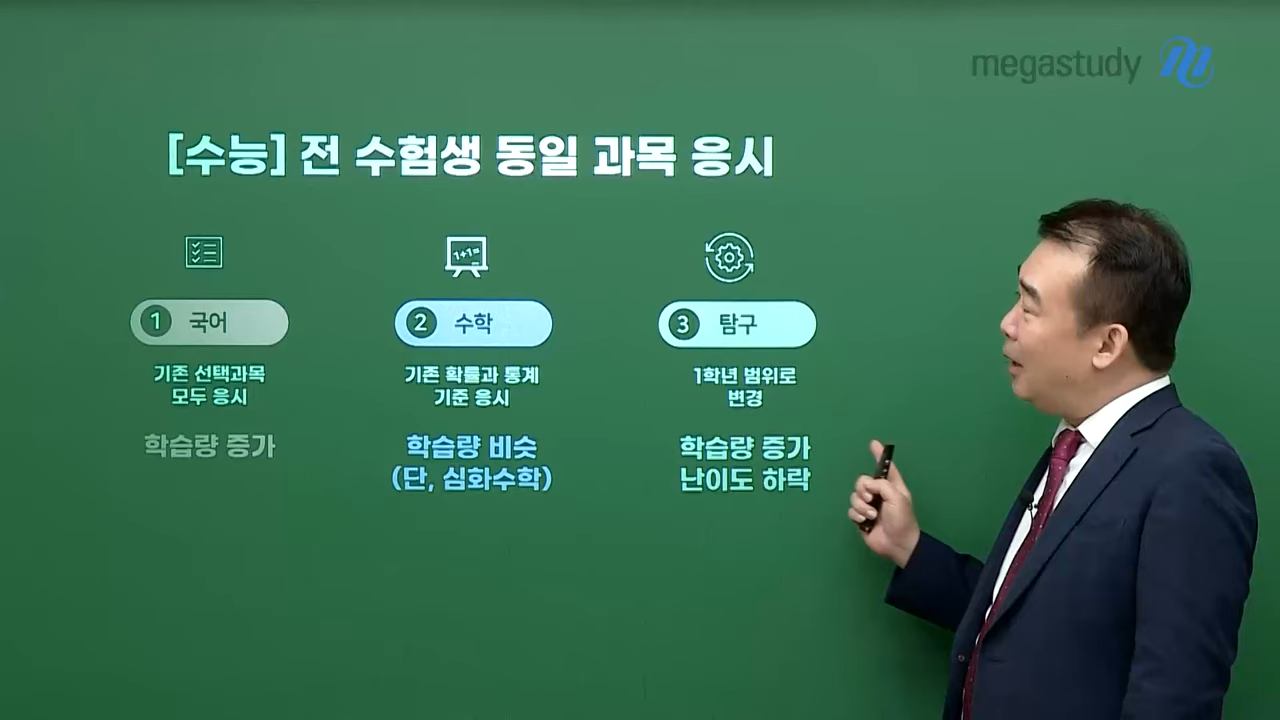 megastudy
[수능] 전 수험생 동일 과목 응시
1 국어
기존 선택과목
모두 응시
학습량 증가
1+1=
2 수학
기존 확률과 통계
기준 응시
학습량 비슷
(단, 심화수학)
3 탐구
1학년 범위로
변경
학습량 증가
난이도 하락